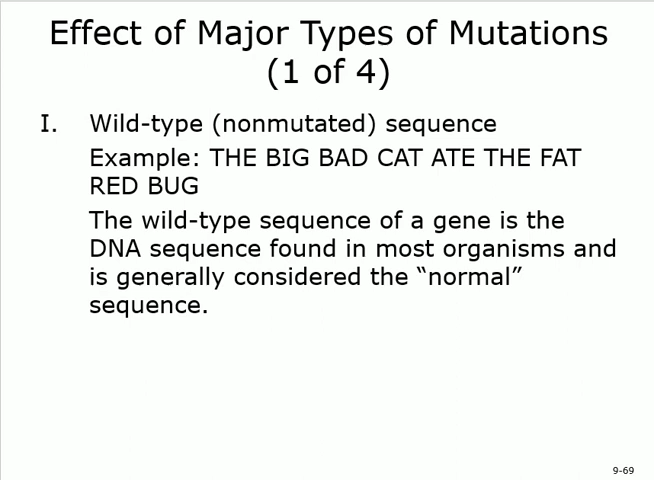 Effect of Major Types of Mutations
(1 of 4)
I. Wild-type (nonmutated) sequence
Example: THE BIG BAD CAT ATE THE FAT
RED BUG
The wild-type sequence of a gene is the
DNA sequence found in most organisms and
is generally considered the “normal”
sequence.
9-69